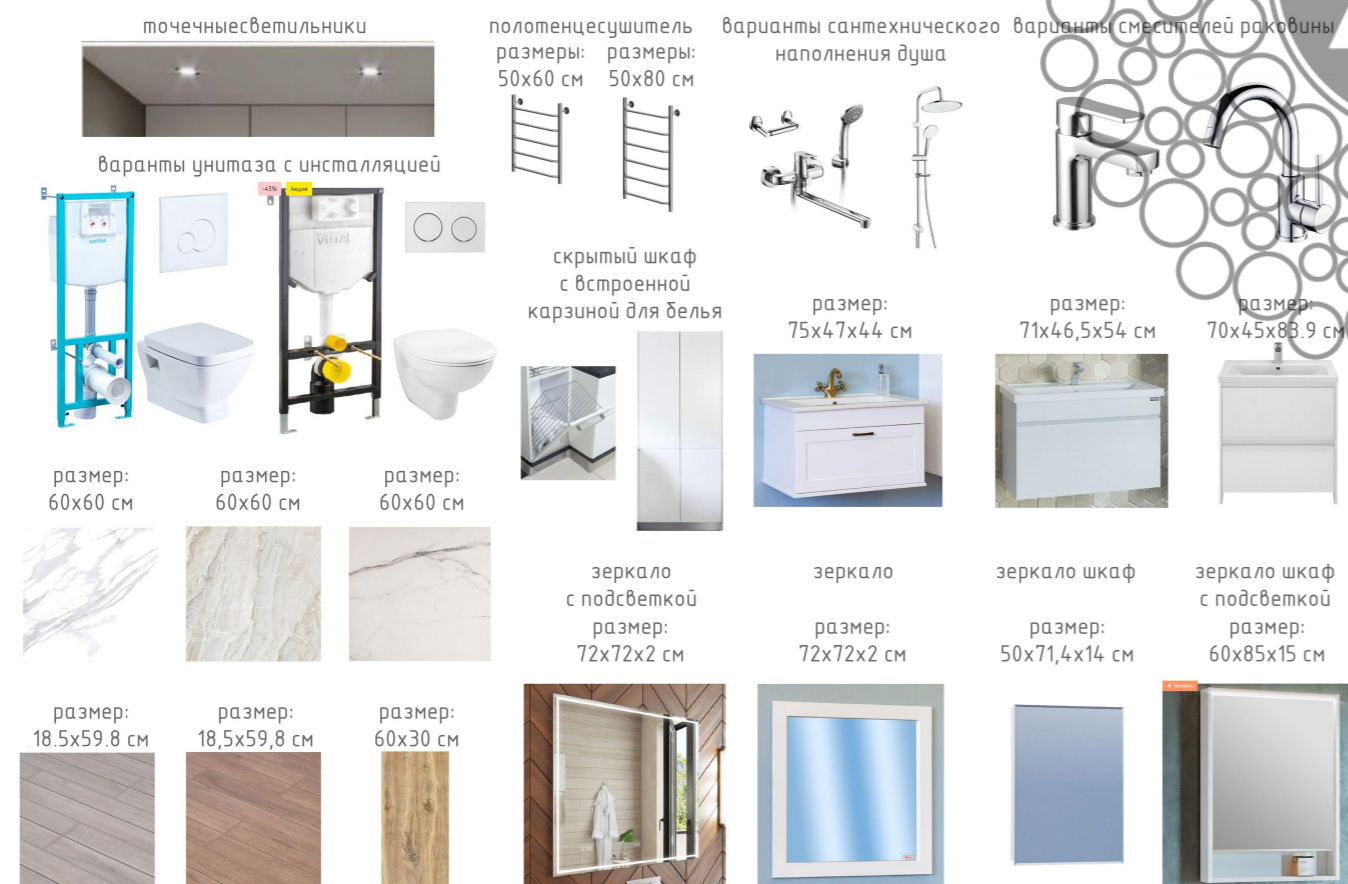 точечныесветильники
полотенцесушитель
размеры:
50х60 см
размеры:
50х80 см
варианты сантехнического
наполнения душа
варианты смесителей раковины
варанты унитаза с инсталляцией
-43%
Акция
santek
VitrA
скрытый шкаф
с встроенной
карзиной для белья
размер:
75х47х44 см
размер:
71х46,5х54 см
размер:
70х45х83.9 см
размер:
60х60 см
размер:
60х60 см
размер:
60х60 см
зеркало
с подсветкой
размер:
72х72х2 см
зеркало
размер:
72х72х2 см
зеркало шкаф
размер:
50х71,4х14 см
зеркало шкаф
с подсветкой
размер:
60х85х15 см
размер:
.18.5х59.8 см
размер:
18,5х59,8 см
размер:
60х30 см
Экспресс